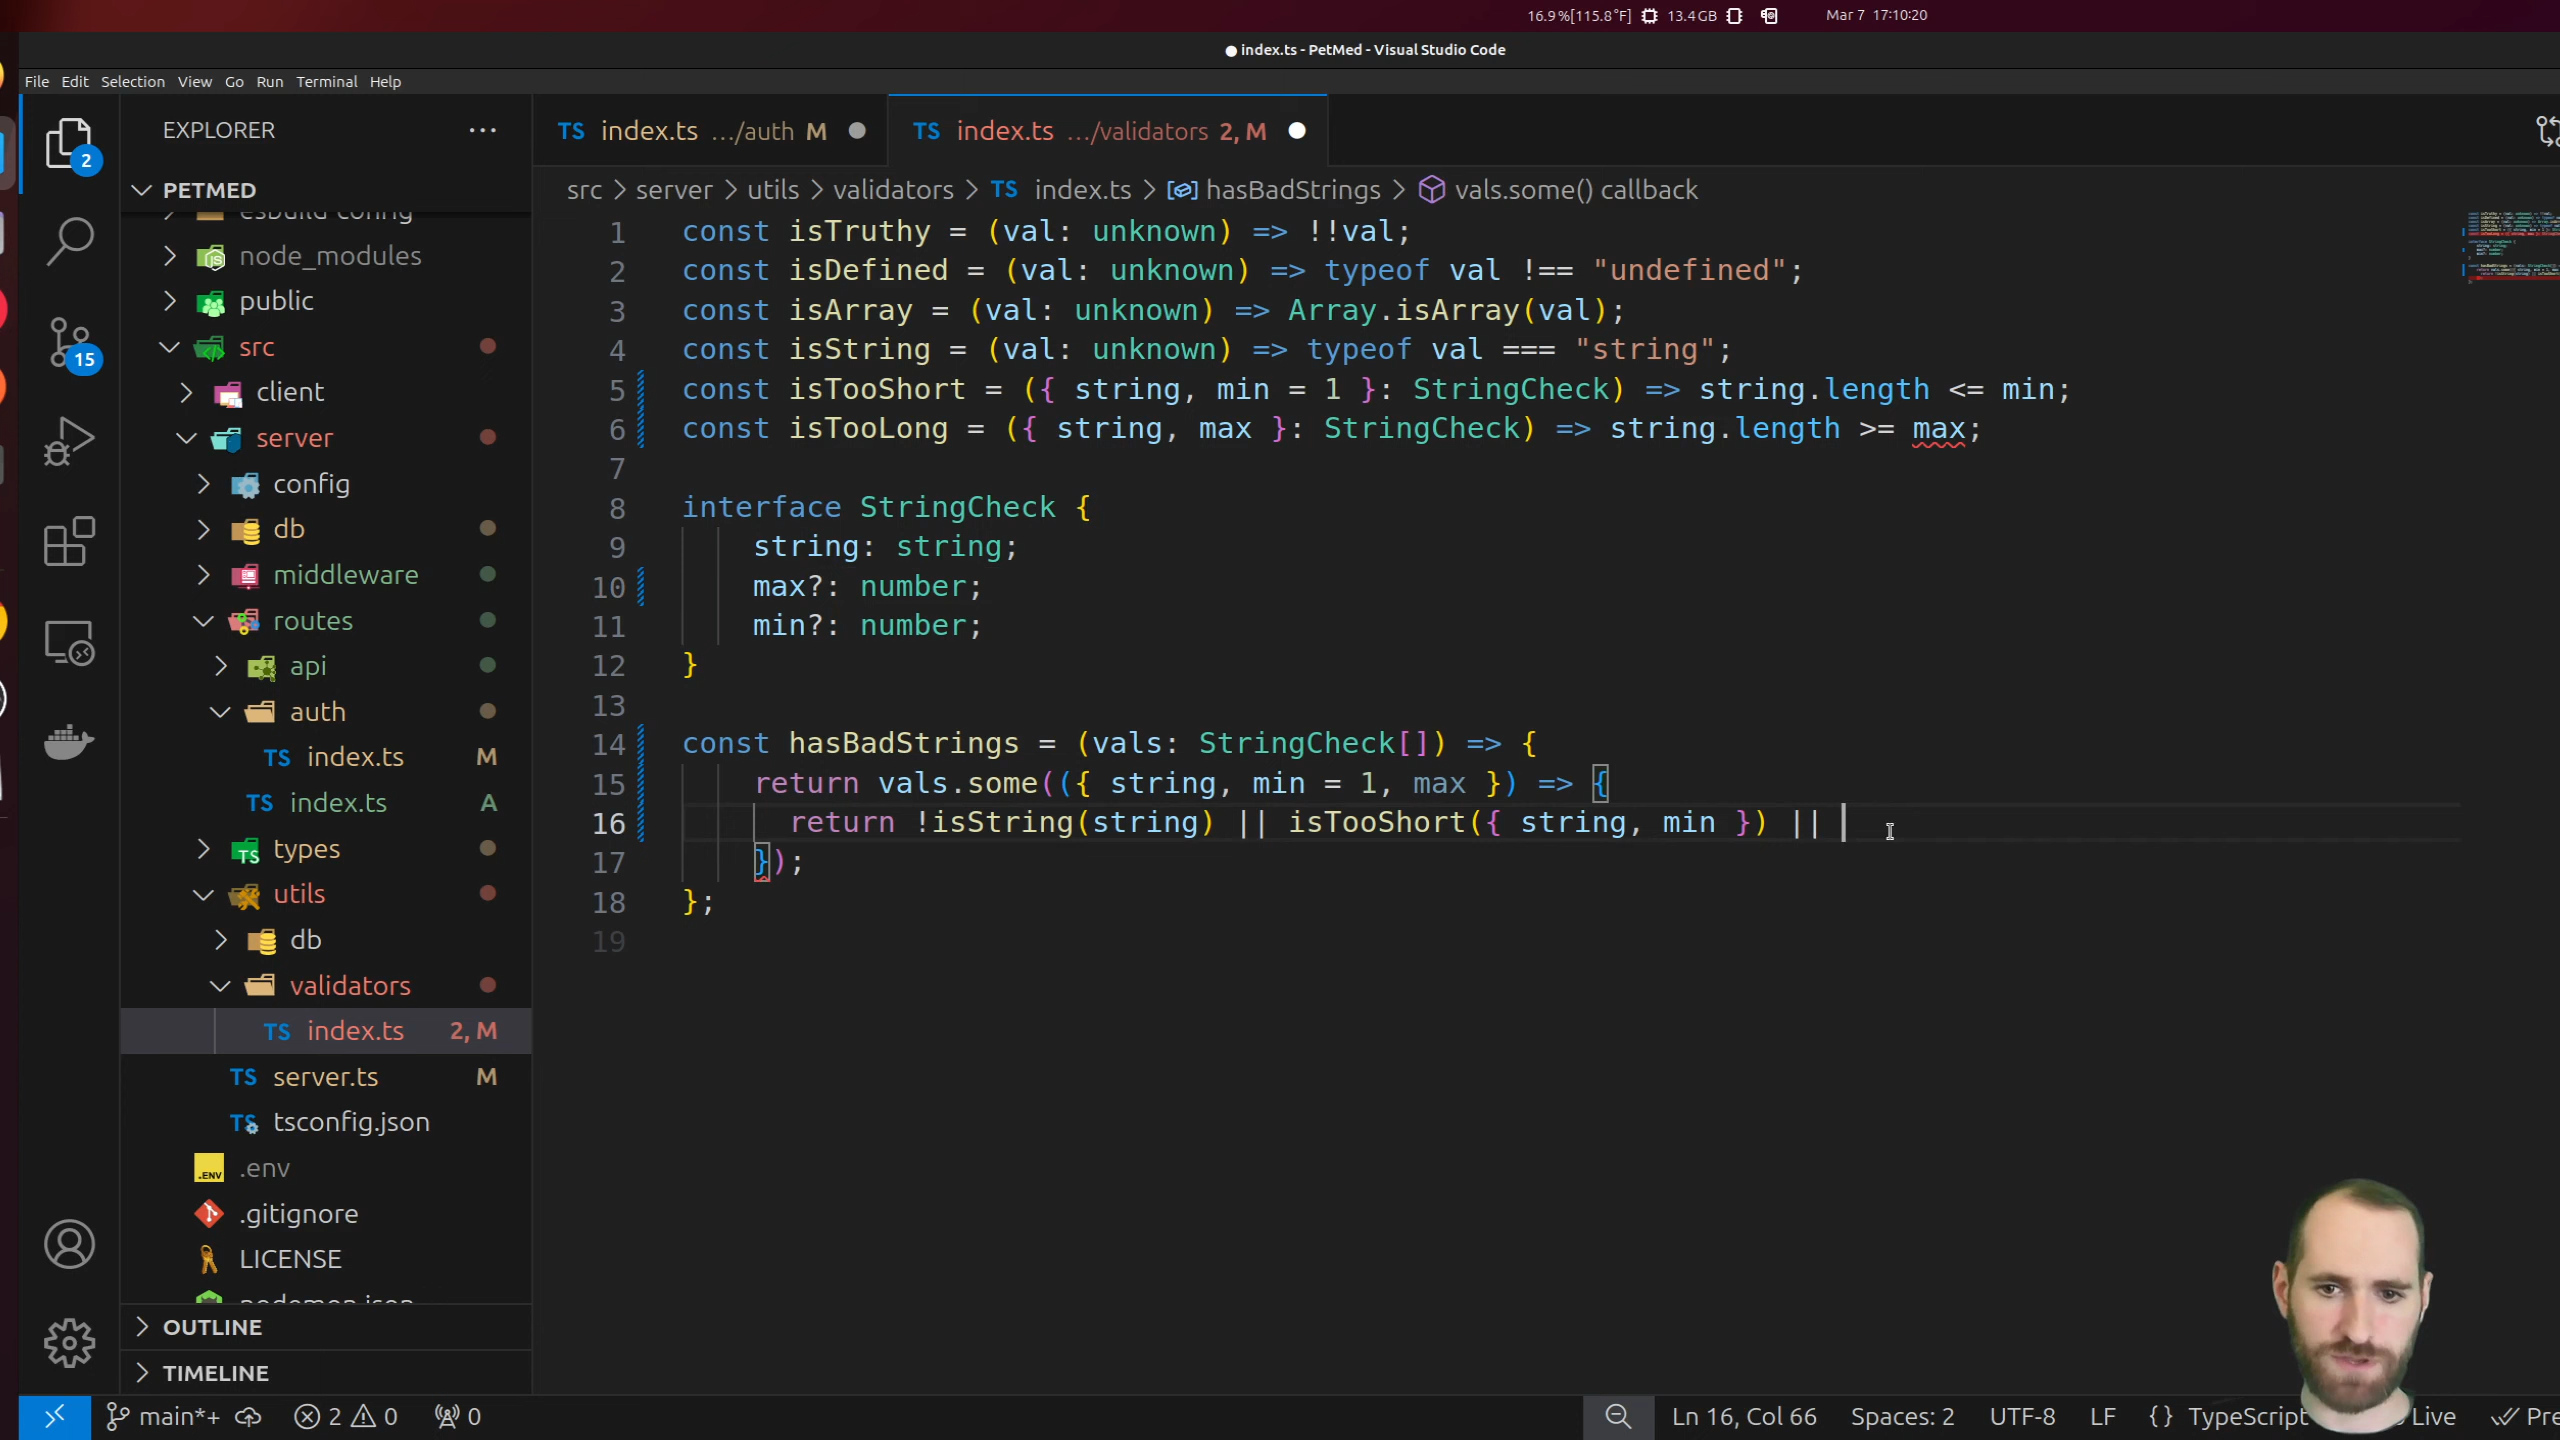 16.9%[115.8°F] 13.4GB Mar 7 17:10:20
● index.ts - PetMed - Visual Studio Code
File Edit Selection View Go Run Terminal Help
EXPLORER ···
TS index.ts …/auth M
TS index.ts …/validators 2, M
2
PETMED
src > server > utils > validators > TS index.ts > hasBadStrings > vals.some() callback
esbuild-config
node_modules
public
src
client
server
config
db
middleware
routes
api
auth
TS index.ts M
TS index.ts A
types
utils
db
validators
TS index.ts 2, M
TS server.ts M
TS tsconfig.json
.ENV .env
.gitignore
LICENSE
nodemon.json
OUTLINE
TIMELINE
15
1 const isTruthy = (val: unknown) => !!val;
2 const isDefined = (val: unknown) => typeof val !== "undefined";
3 const isArray = (val: unknown) => Array.isArray(val);
4 const isString = (val: unknown) => typeof val === "string";
5 const isTooShort = ({ string, min = 1 }: StringCheck) => string.length <= min;
6 const isTooLong = ({ string, max }: StringCheck) => string.length >= max;
7
8 interface StringCheck {
9 string: string;
10 max?: number;
11 min?: number;
12 }
13
14 const hasBadStrings = (vals: StringCheck[]) => {
15 return vals.some(({ string, min = 1, max }) => {
16 return !isString(string) || isTooShort({ string, min }) ||
17 });
18 };
19
main*+ 2 0 0 Ln 16, Col 66 Spaces: 2 UTF-8 LF {} TypeScript Live Pre